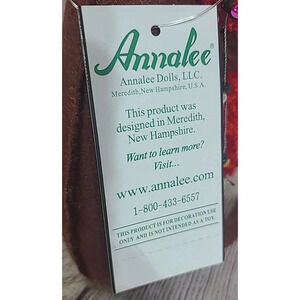 Annalee®
Annalee Dolls, LLC.
Meredith, New Hampshire, U.S.A.
This product was
designed in Meredith,
New Hampshire.
Want to learn more?
Visit...
www.annalee.com
1-800-433-6557
THIS PRODUCT IS FOR DECORATION USE
ONLY AND IS NOT INTENDED AS A TOY.